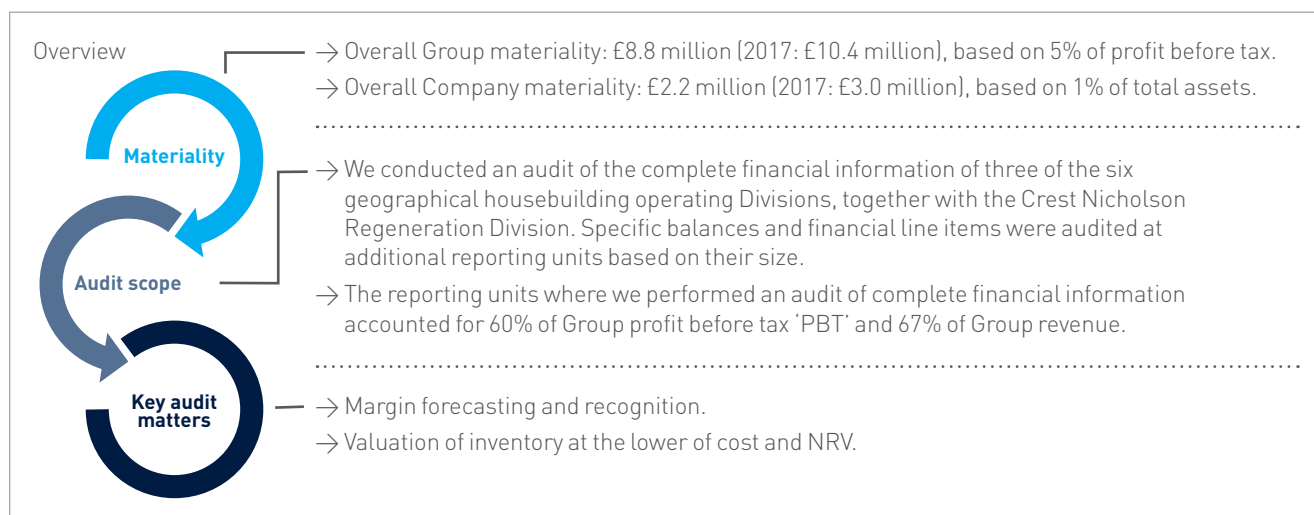 Overview
→ Overall Group materiality: £8.8 million (2017: £10.4 million), based on 5% of profit before tax.
→ Overall Company materiality: £2.2 million (2017: £3.0 million), based on 1% of total assets.
Materiality
→ We conducted an audit of the complete financial information of three of the six
geographical housebuilding operating Divisions, together with the Crest Nicholson
Regeneration Division. Specific balances and financial line items were audited at
additional reporting units based on their size.
Audit scope
→ The reporting units where we performed an audit of complete financial information
accounted for 60% of Group profit before tax ‘PBT’ and 67% of Group revenue.
Key audit
matters
→ Margin forecasting and recognition.
→ Valuation of inventory at the lower of cost and NRV.